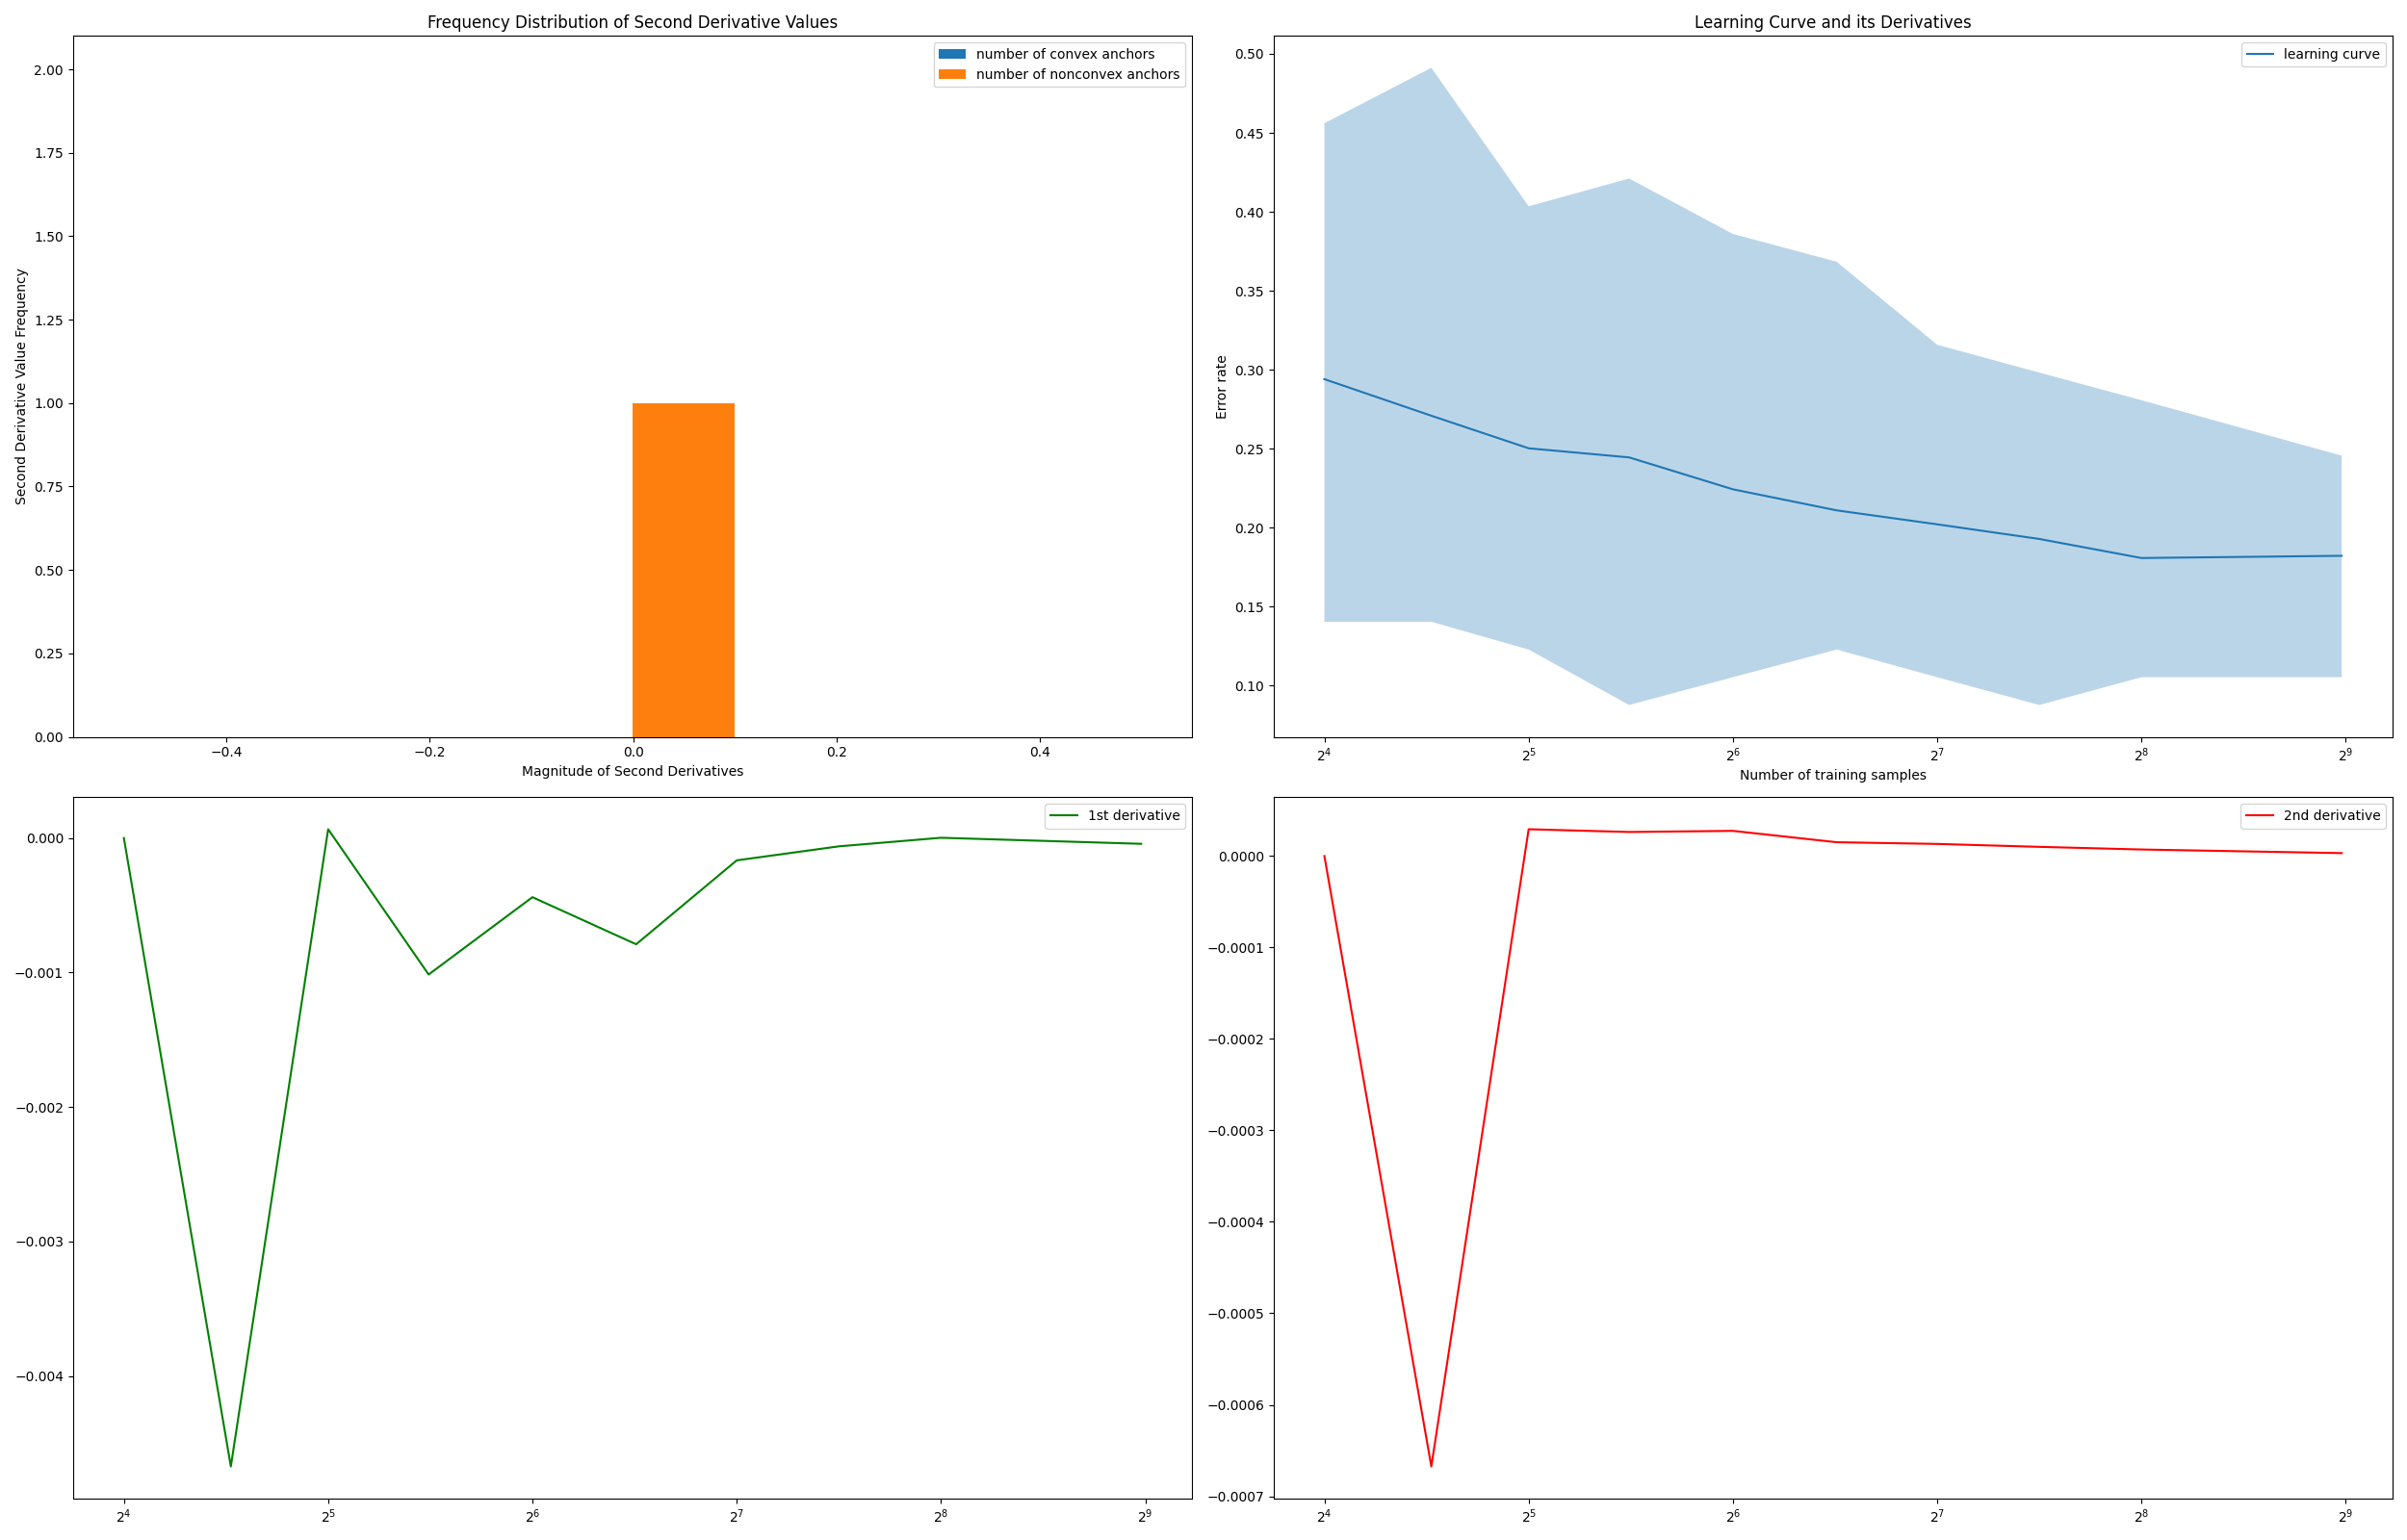 Frequency Distribution of Second Derivative Values
number of convex anchors
number of nonconvex anchors
2.00
1.75
1.50
1.25
1.00
0.75
0.50
0.25
0.00
Second Derivative Value Frequency
−0.4 −0.2 0.0 0.2 0.4
Magnitude of Second Derivatives
Learning Curve and its Derivatives
learning curve
0.50
0.45
0.40
0.35
0.30
0.25
0.20
0.15
0.10
Error rate
2⁴ 2⁵ 2⁶ 2⁷ 2⁸ 2⁹
Number of training samples
1st derivative
0.000
−0.001
−0.002
−0.003
−0.004
2⁴ 2⁵ 2⁶ 2⁷ 2⁸ 2⁹
2nd derivative
0.0000
−0.0001
−0.0002
−0.0003
−0.0004
−0.0005
−0.0006
−0.0007
2⁴ 2⁵ 2⁶ 2⁷ 2⁸ 2⁹